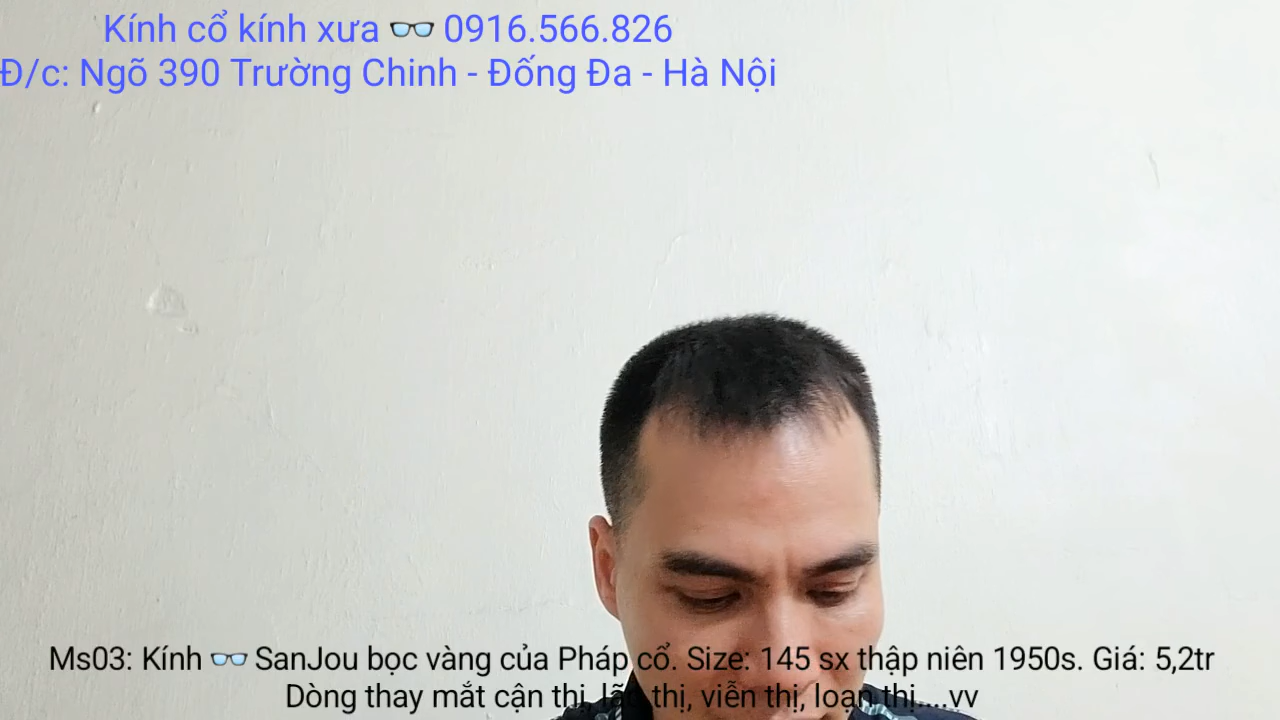 Kính cổ kính xưa 👓 0916.566.826
Đ/c: Ngõ 390 Trường Chinh - Đống Đa - Hà Nội
Ms03: Kính 👓 SanJou bọc vàng của Pháp cổ. Size: 145 sx thập niên 1950s. Giá: 5,2tr
Dòng thay mắt cận thị, lão thị, viễn thị, loạn thị....vv